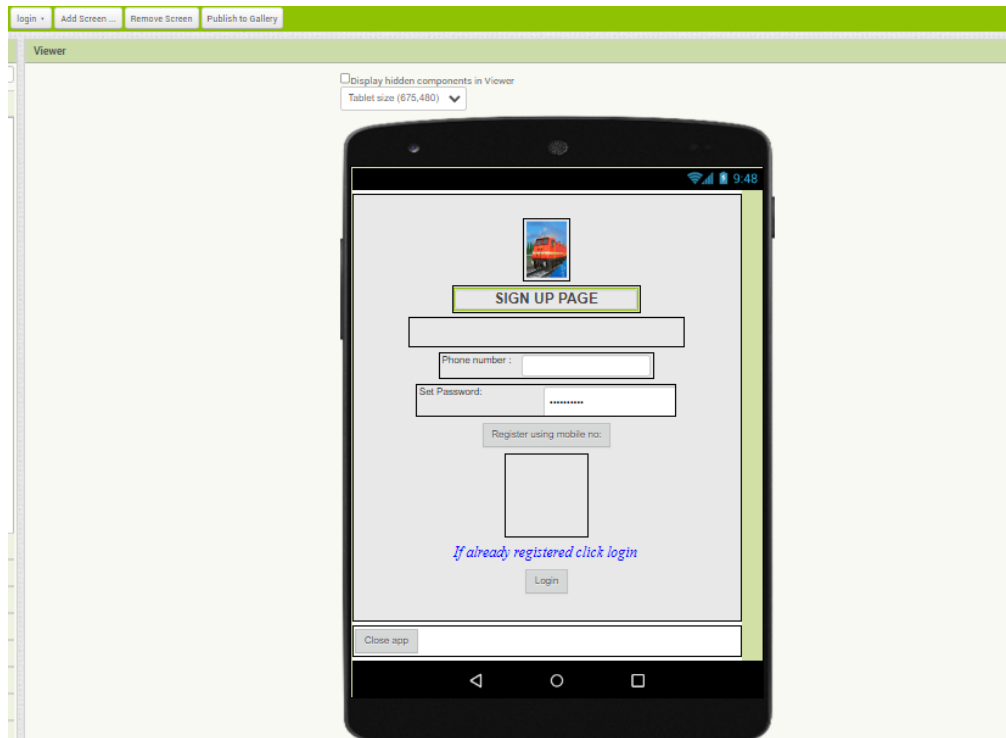 login Add Screen ... Remove Screen Publish to Gallery
Viewer
Display hidden components in Viewer
Tablet size (675,480)
9:48
SIGN UP PAGE
Phone number :
Set Password:
••••••••••
Register using mobile no:
If already registered click login
Login
Close app